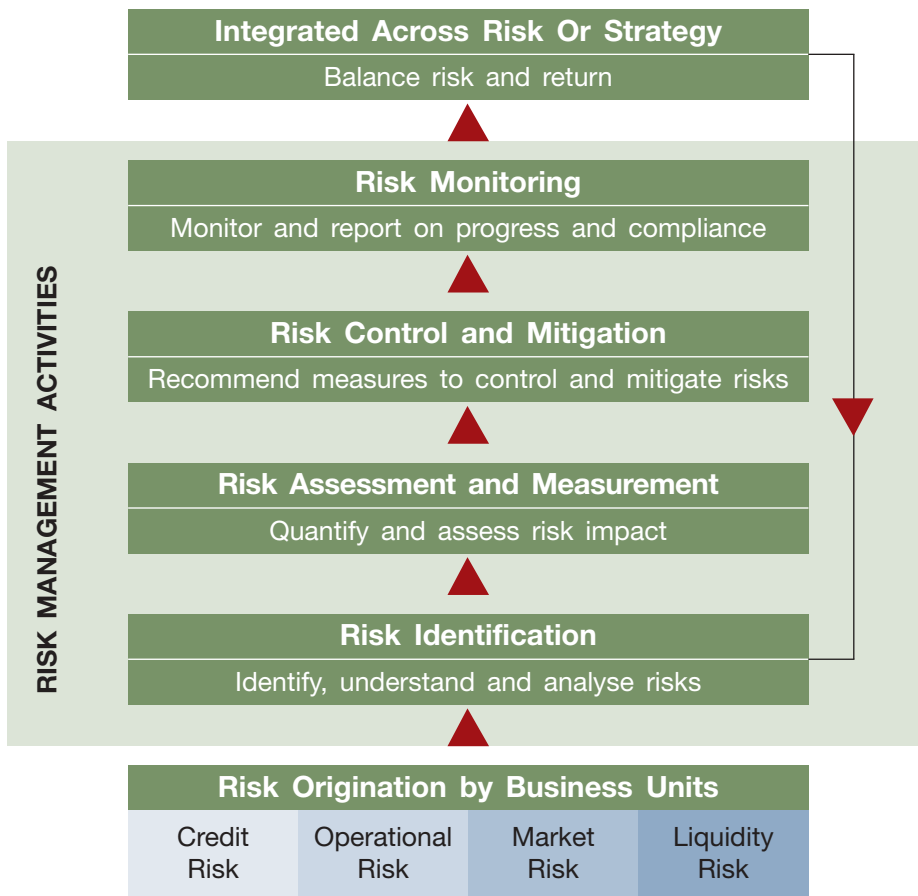 Integrated Across Risk Or Strategy
Balance risk and return
RISK MANAGEMENT ACTIVITIES
Risk Monitoring
Monitor and report on progress and compliance
Risk Control and Mitigation
Recommend measures to control and mitigate risks
Risk Assessment and Measurement
Quantify and assess risk impact
Risk Identification
Identify, understand and analyse risks
Risk Origination by Business Units
Credit
Risk
Operational
Risk
Market
Risk
Liquidity
Risk